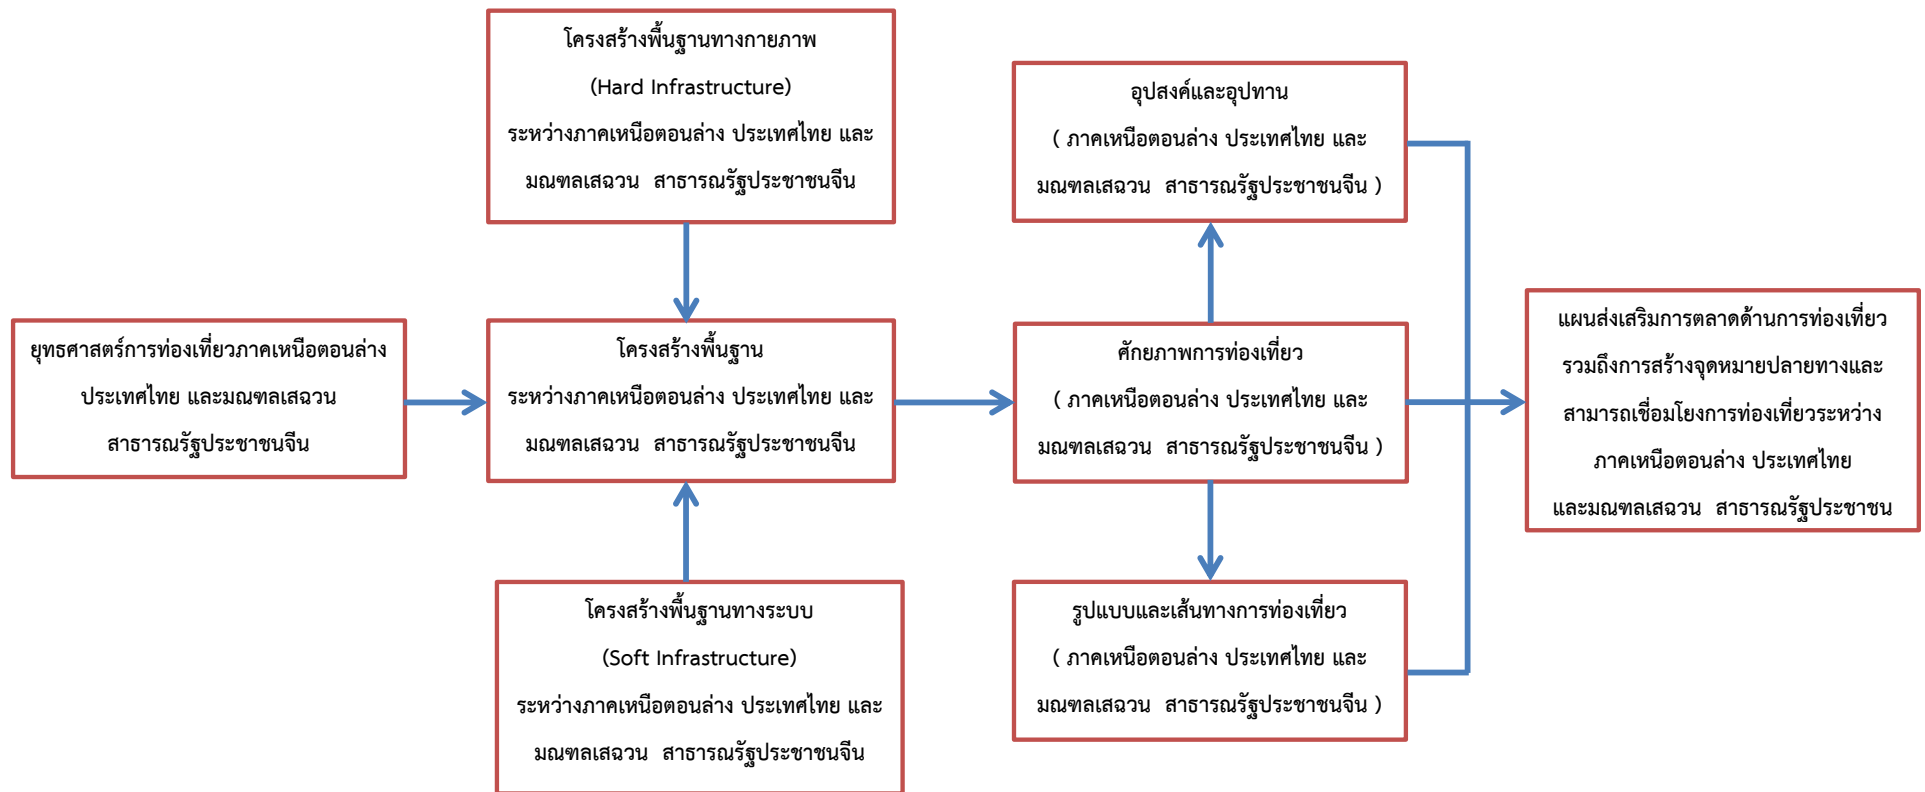 โครงสร้างพื้นฐานทางกายภาพ
(Hard Infrastructure)
ระหว่างภาคเหนือตอนล่าง ประเทศไทย และ
มณฑลเสฉวน สาธารณรัฐประชาชนจีน
อุปสงค์และอุปทาน
( ภาคเหนือตอนล่าง ประเทศไทย และ
มณฑลเสฉวน สาธารณรัฐประชาชนจีน )
ยุทธศาสตร์การท่องเที่ยวภาคเหนือตอนล่าง
ประเทศไทย และมณฑลเสฉวน
สาธารณรัฐประชาชนจีน
โครงสร้างพื้นฐาน
ระหว่างภาคเหนือตอนล่าง ประเทศไทย และ
มณฑลเสฉวน สาธารณรัฐประชาชนจีน
ศักยภาพการท่องเที่ยว
( ภาคเหนือตอนล่าง ประเทศไทย และ
มณฑลเสฉวน สาธารณรัฐประชาชนจีน )
แผนส่งเสริมการตลาดด้านการท่องเที่ยว
รวมถึงการสร้างจุดหมายปลายทางและ
สามารถเชื่อมโยงการท่องเที่ยวระหว่าง
ภาคเหนือตอนล่าง ประเทศไทย
และมณฑลเสฉวน สาธารณรัฐประชาชน
โครงสร้างพื้นฐานทางระบบ
(Soft Infrastructure)
ระหว่างภาคเหนือตอนล่าง ประเทศไทย และ
มณฑลเสฉวน สาธารณรัฐประชาชนจีน
รูปแบบและเส้นทางการท่องเที่ยว
( ภาคเหนือตอนล่าง ประเทศไทย และ
มณฑลเสฉวน สาธารณรัฐประชาชนจีน )